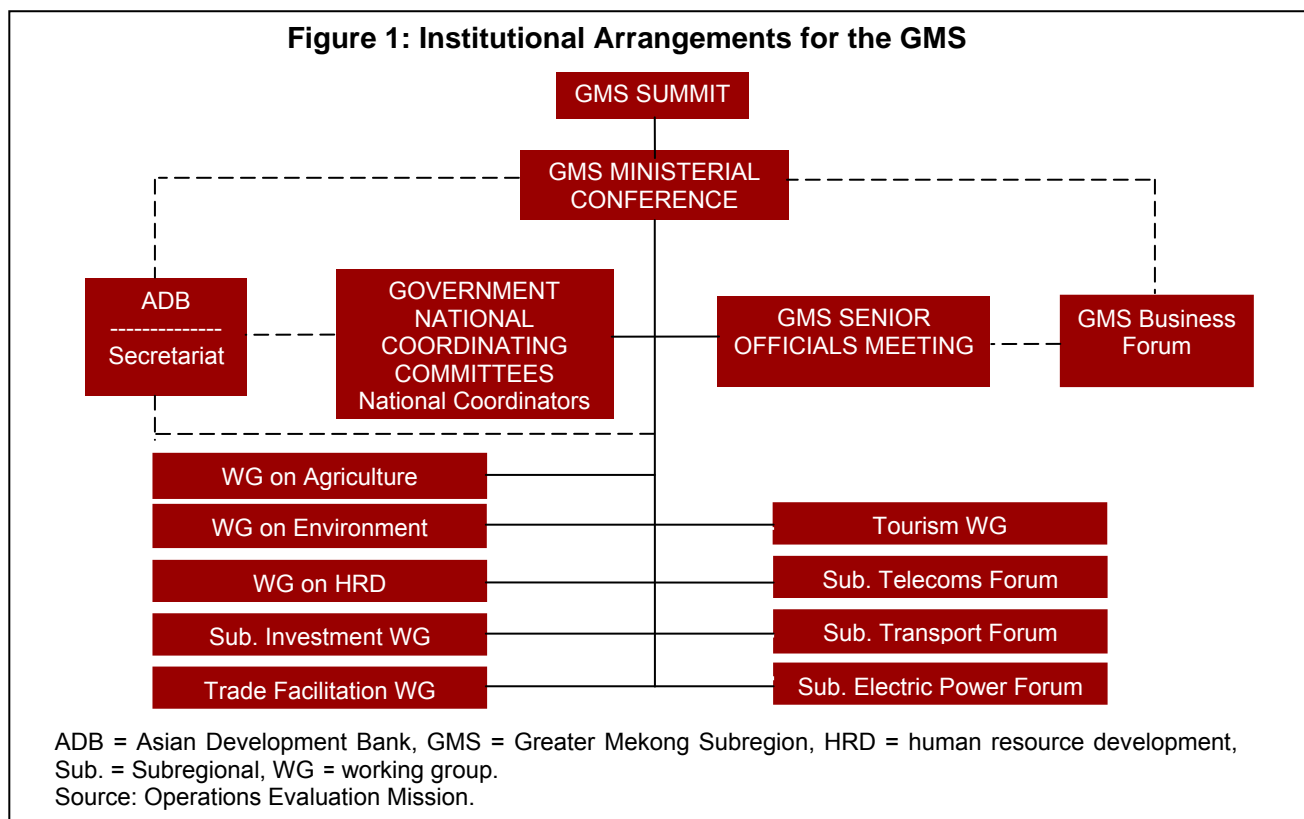 Figure 1: Institutional Arrangements for the GMS
GMS SUMMIT
GMS MINISTERIAL
CONFERENCE
ADB
---------------
Secretariat
GOVERNMENT
NATIONAL
COORDINATING
COMMITTEES
National Coordinators
GMS SENIOR
OFFICIALS MEETING
GMS Business
Forum
WG on Agriculture
WG on Environment
WG on HRD
Sub. Investment WG
Trade Facilitation WG
Tourism WG
Sub. Telecoms Forum
Sub. Transport Forum
Sub. Electric Power Forum
ADB = Asian Development Bank, GMS = Greater Mekong Subregion, HRD = human resource development,
Sub. = Subregional, WG = working group.
Source: Operations Evaluation Mission.